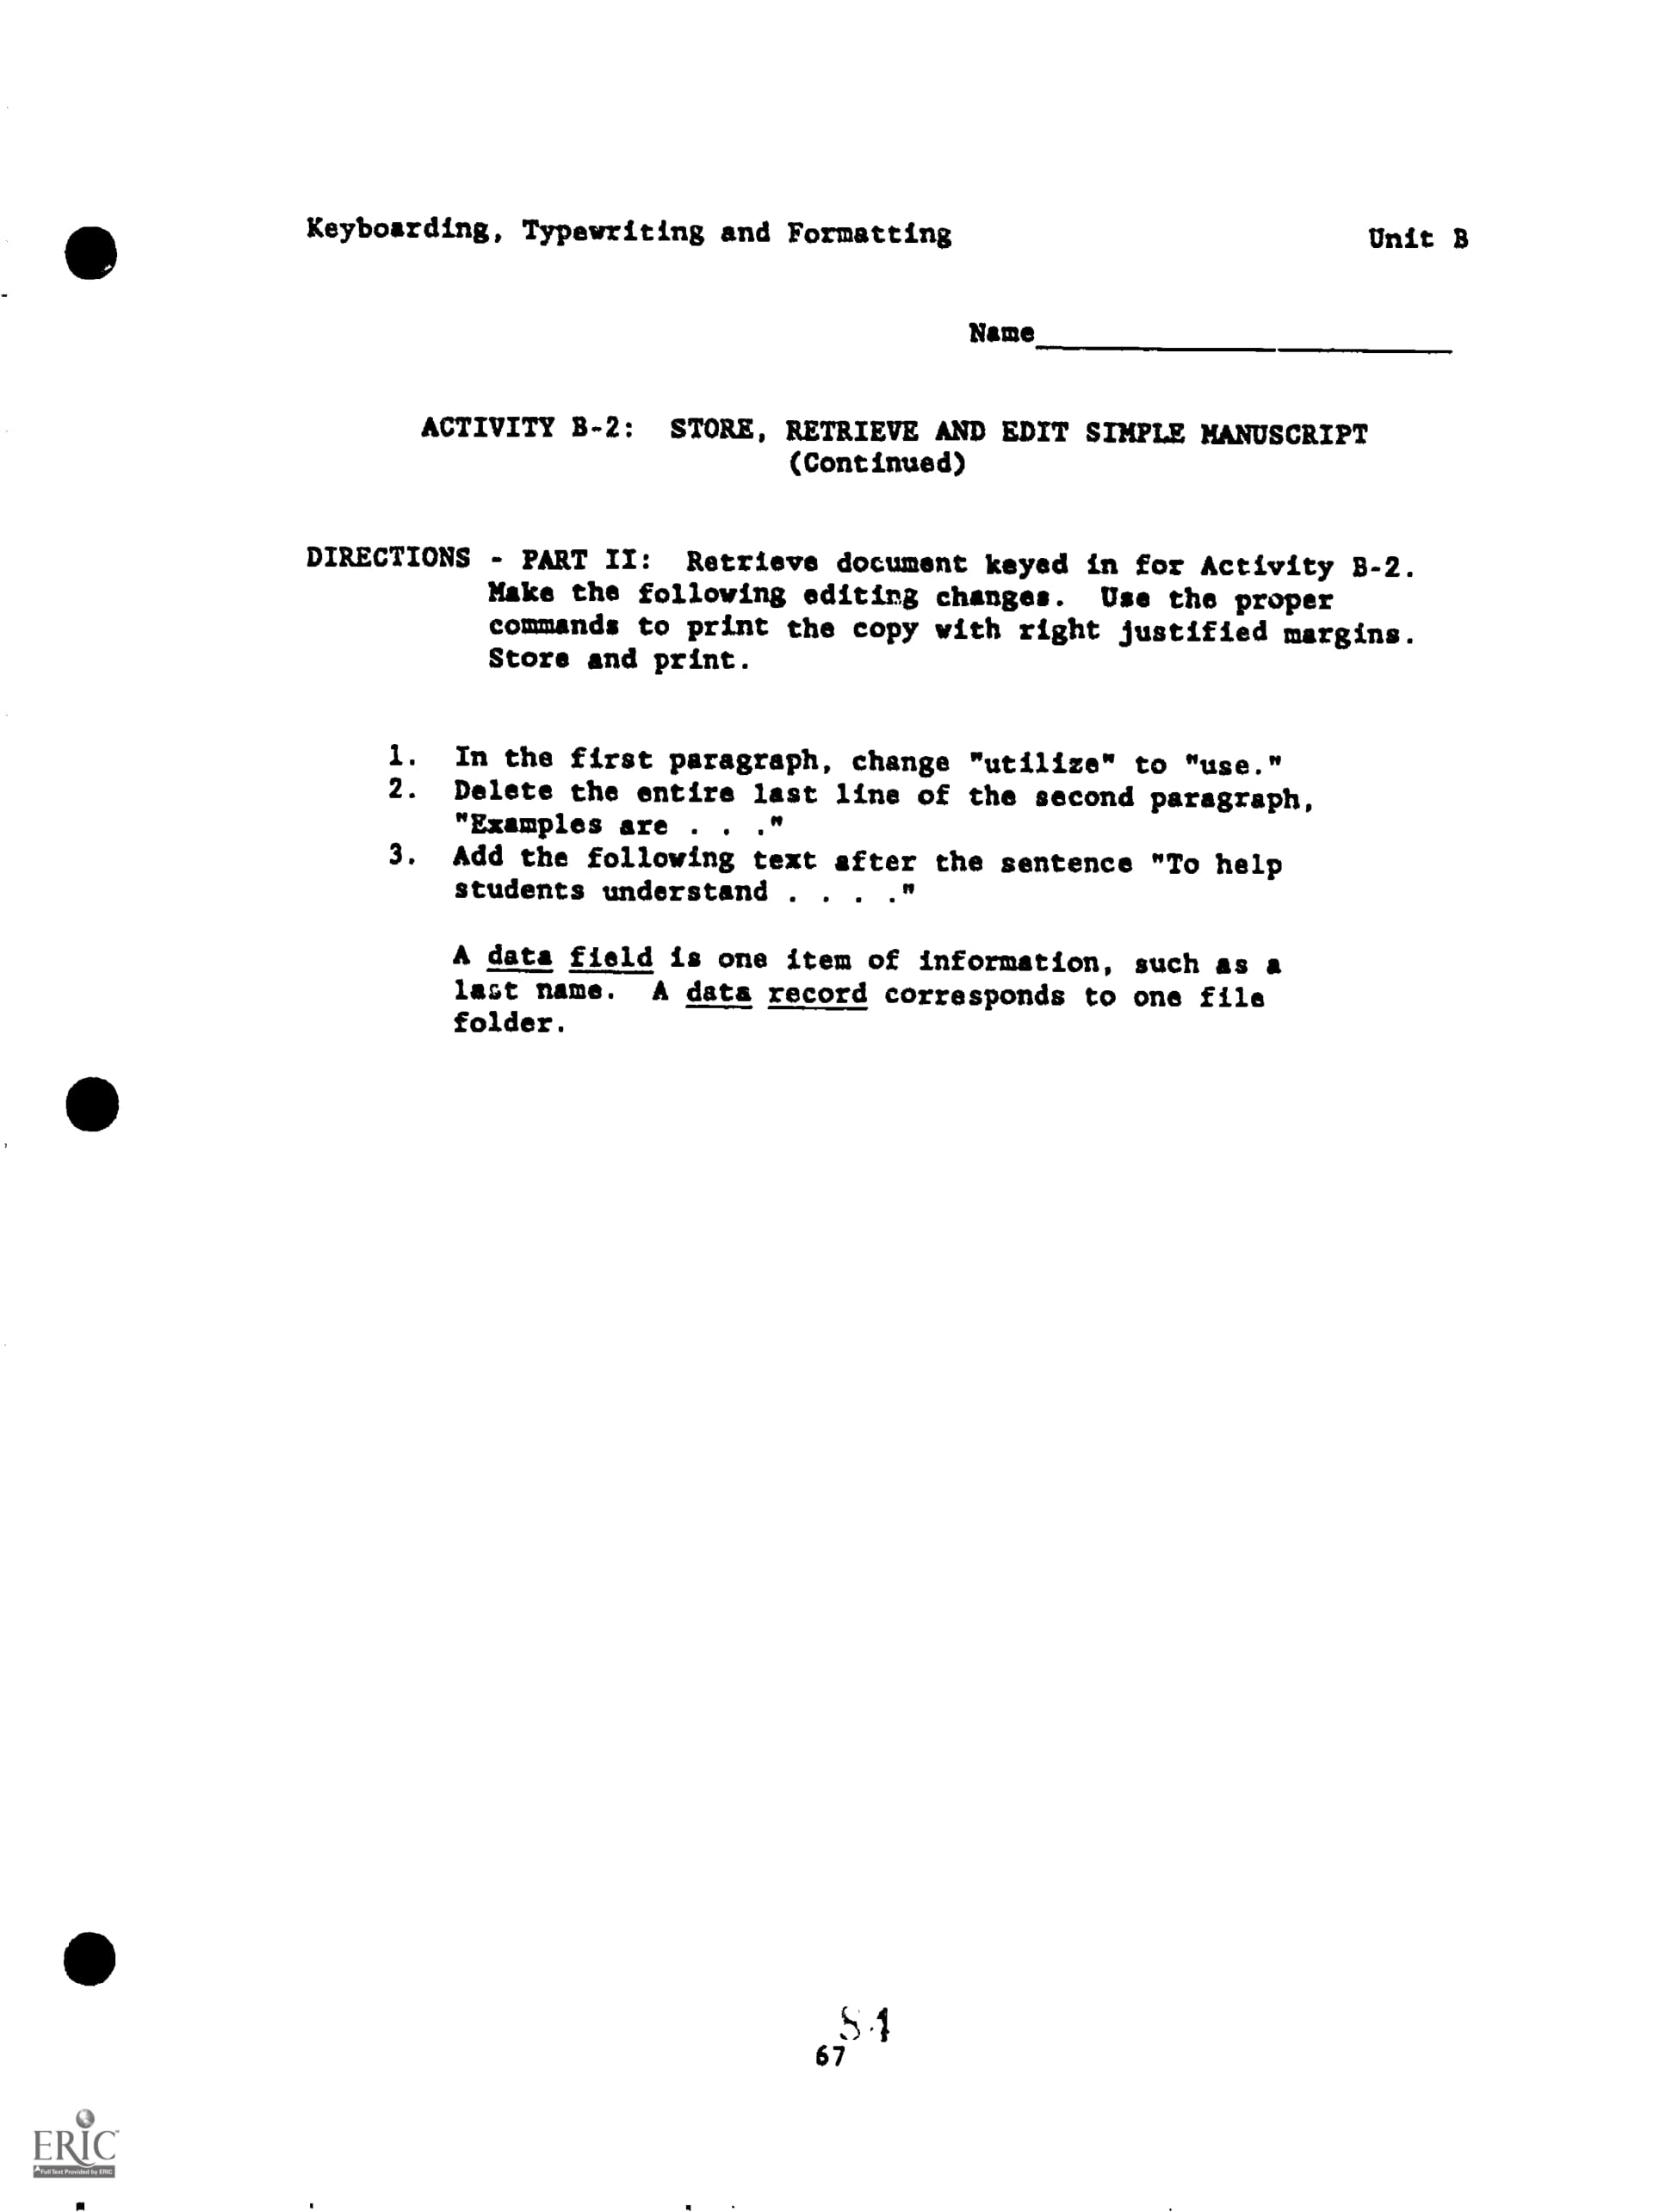 Keyboarding, Typewriting and Formatting Unit B
Name
ACTIVITY B-2: STORE, RETRIEVE AND EDIT SIMPLE MANUSCRIPT
(Continued)
DIRECTIONS - PART II: Retrieve document keyed in for Activity B-2.
Make the following editing changes. Use the proper
commands to print the copy with right justified margins.
Store and print.
1. In the first paragraph, change "utilize" to "use."
2. Delete the entire last line of the second paragraph,
"Examples are . . ."
3. Add the following text after the sentence "To help
students understand . . . ."
A data field is one item of information, such as a
last name. A data record corresponds to one file
folder.
84
67
ERIC
Full Text Provided by ERIC